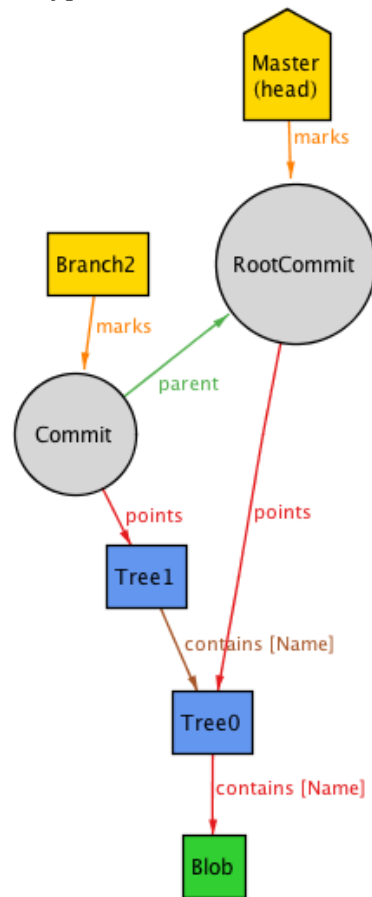 Master
(head)
marks
RootCommit
Branch2
marks
parent
Commit
points
points
Tree1
contains [Name]
Tree0
contains [Name]
Blob